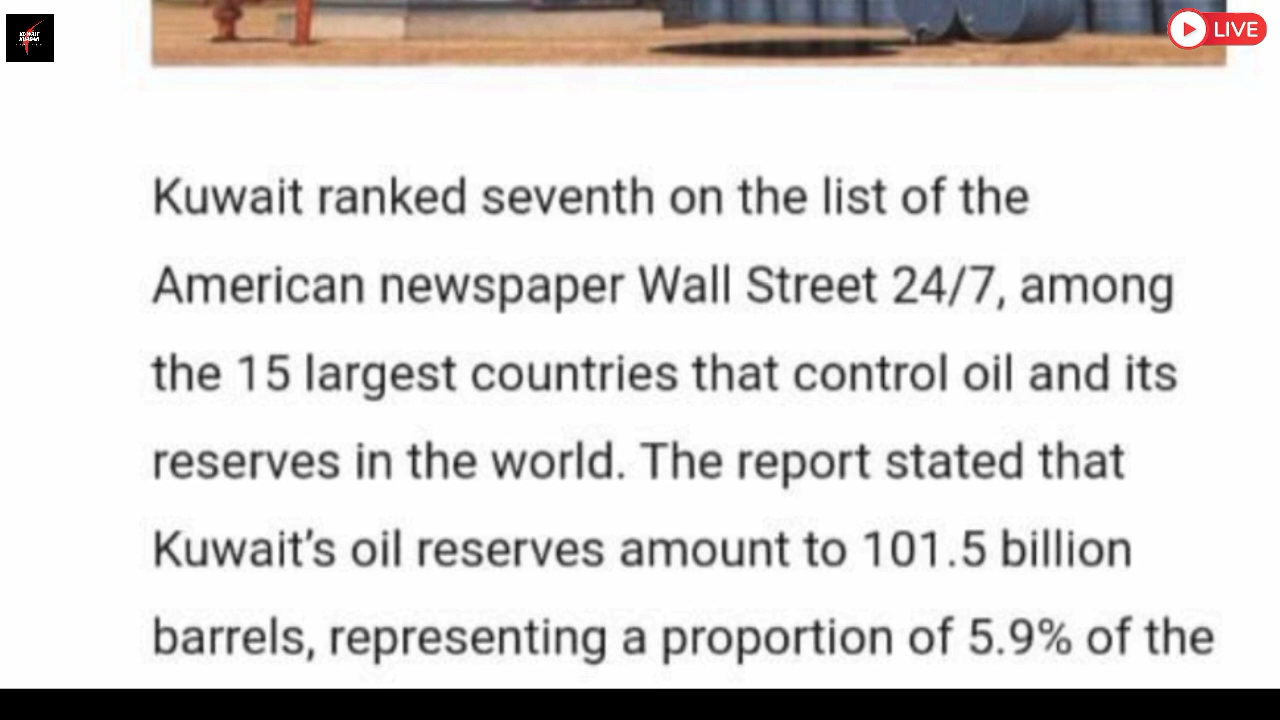 LIVE
Kuwait ranked seventh on the list of the
American newspaper Wall Street 24/7, among
the 15 largest countries that control oil and its
reserves in the world. The report stated that
Kuwait’s oil reserves amount to 101.5 billion
barrels, representing a proportion of 5.9% of the